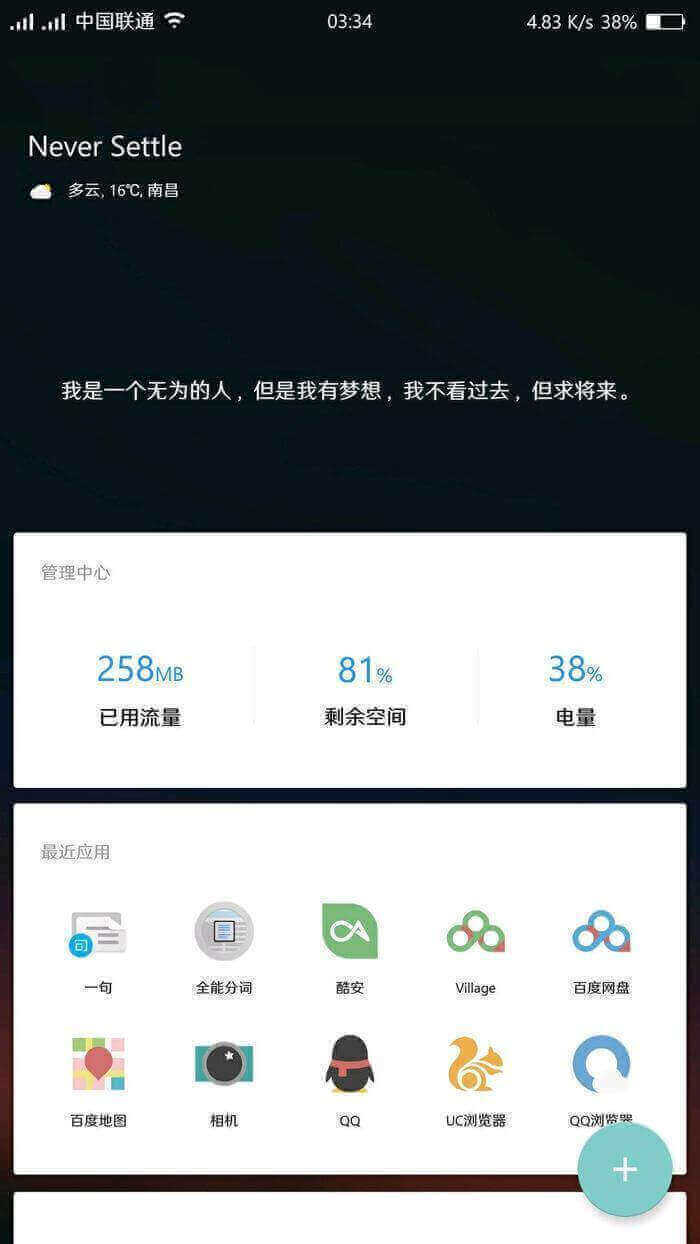 中国联通 03:34 4.83 K/s 38%
Never Settle
多云, 16℃, 南昌
我是一个无为的人，但是我有梦想，我不看过去，但求将来。
管理中心
258MB 81% 38%
已用流量 剩余空间 电量
最近应用
一句 全能分词 酷安 Village 百度网盘
百度地图 相机 QQ UC浏览器 QQ浏览器